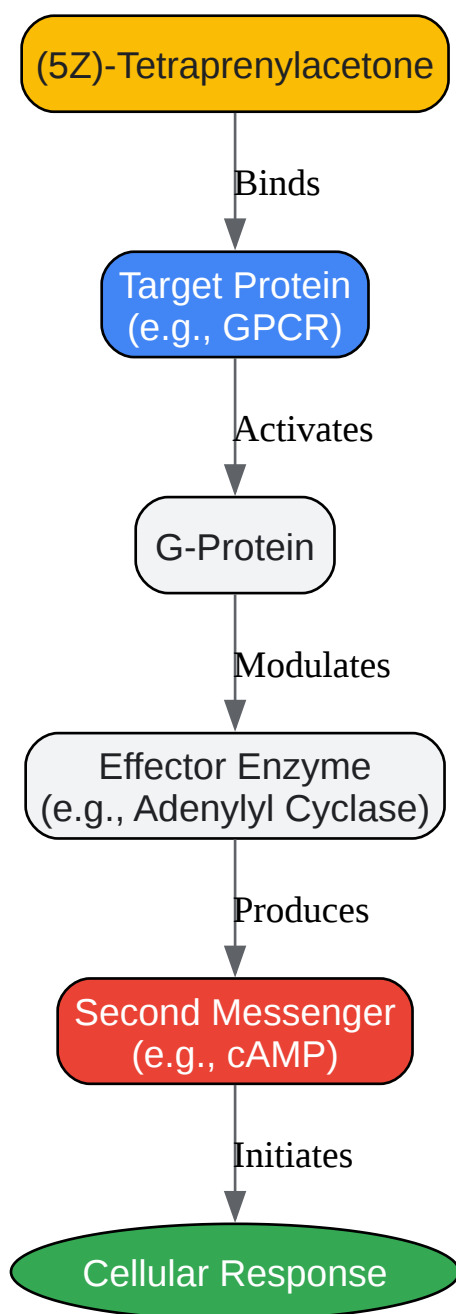 (5Z)-Tetraprenylacetone
Binds
Target Protein
(e.g., GPCR)
Activates
G-Protein
Modulates
Effector Enzyme
(e.g., Adenylyl Cyclase)
Produces
Second Messenger
(e.g., cAMP)
Initiates
Cellular Response